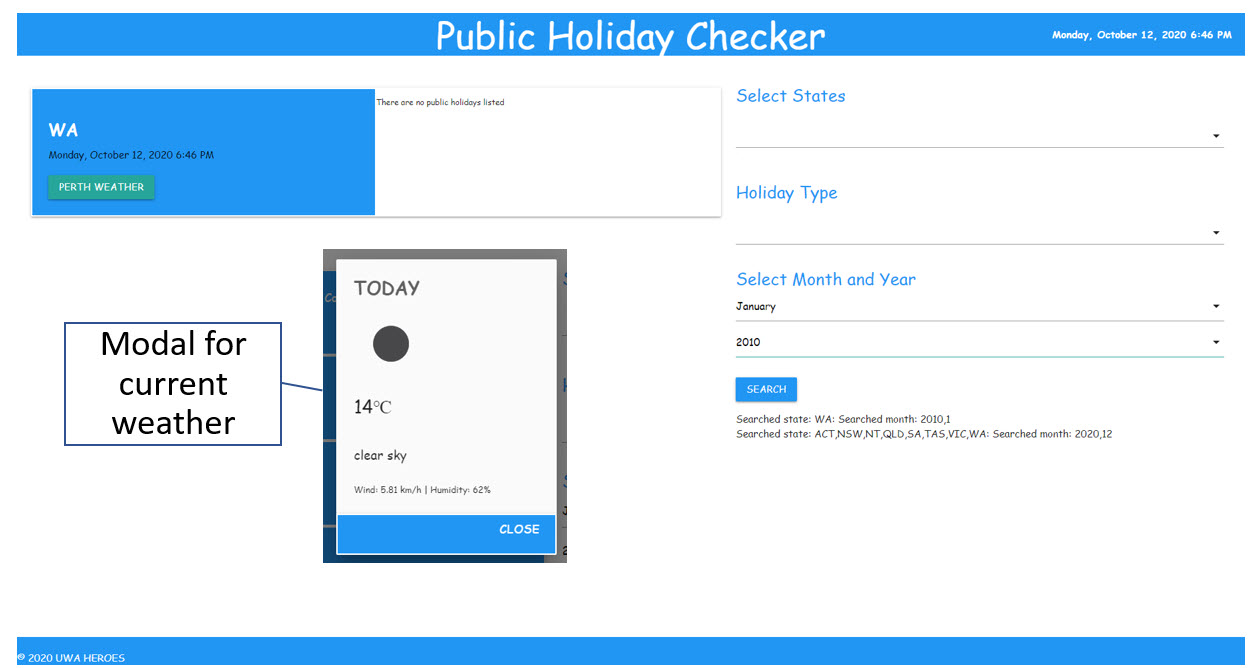 Public Holiday Checker
Monday, October 12, 2020 6:46 PM
WA
Monday, October 12, 2020 6:46 PM
PERTH WEATHER
There are no public holidays listed
Select States
Holiday Type
Select Month and Year
January
2010
SEARCH
Searched state: WA: Searched month: 2010,1
Searched state: ACT,NSW,NT,QLD,SA,TAS,VIC,WA: Searched month: 2020,12
Modal for
current
weather
TODAY
14°C
clear sky
Wind: 5.81 km/h | Humidity: 62%
CLOSE
© 2020 UWA HEROES